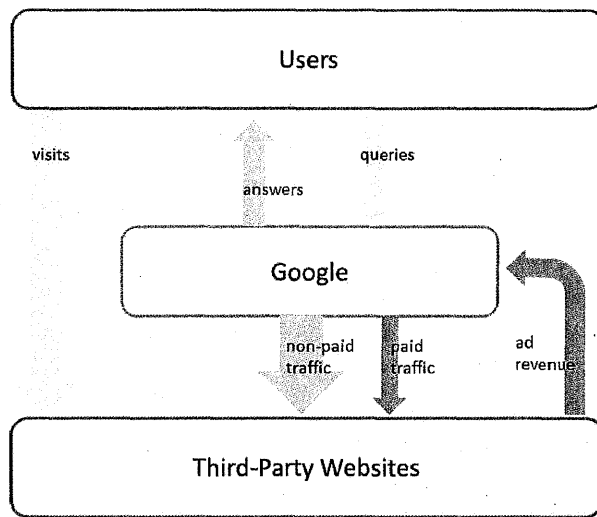 Users
visits
queries
answers
Google
non-paid
traffic
paid
traffic
ad
revenue
Third-Party Websites